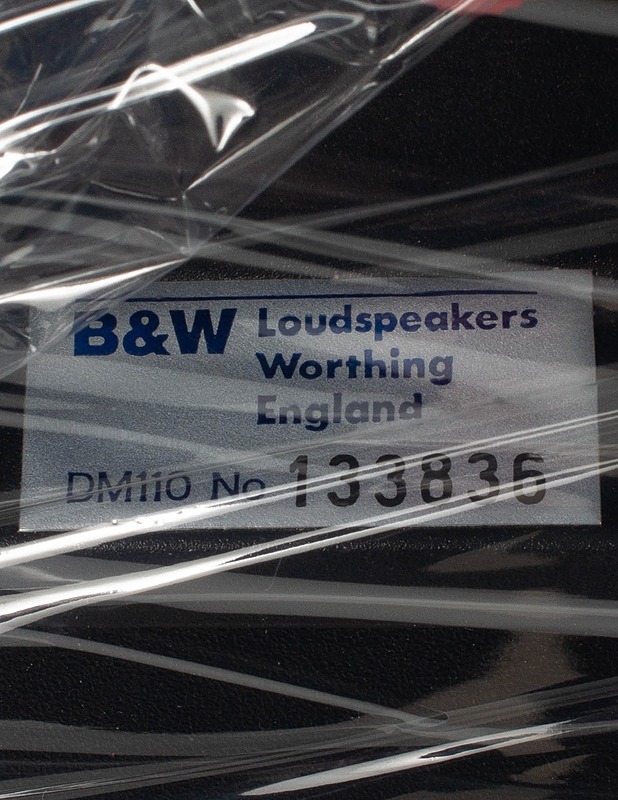 B&W Loudspeakers
Worthing
England
DM110 No 133836